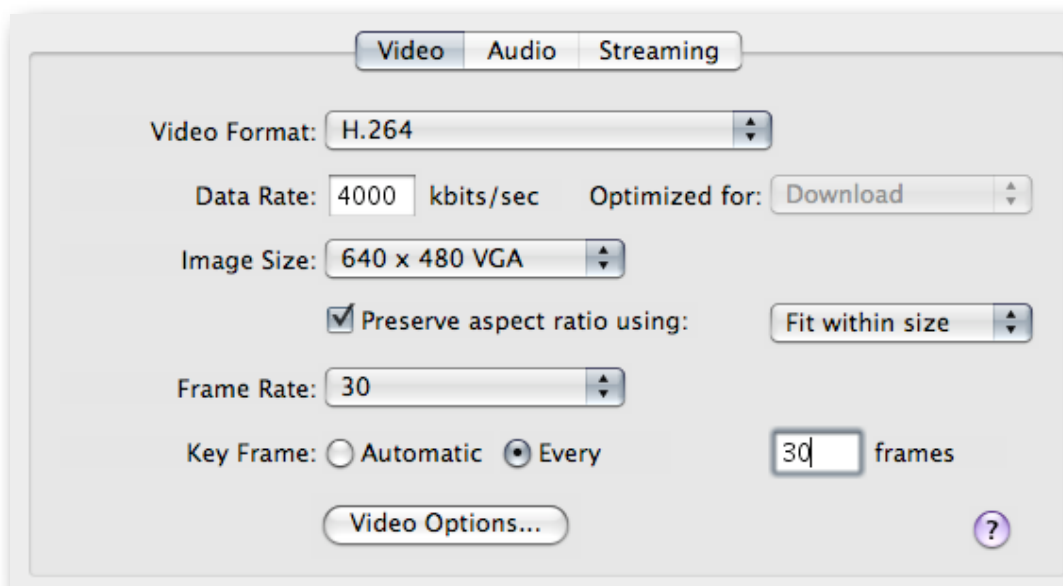 Video Audio Streaming
Video Format: H.264
Data Rate: 4000 kbits/sec Optimized for: Download
Image Size: 640 x 480 VGA
Preserve aspect ratio using: Fit within size
Frame Rate: 30
Key Frame: Automatic Every 30 frames
Video Options... ?